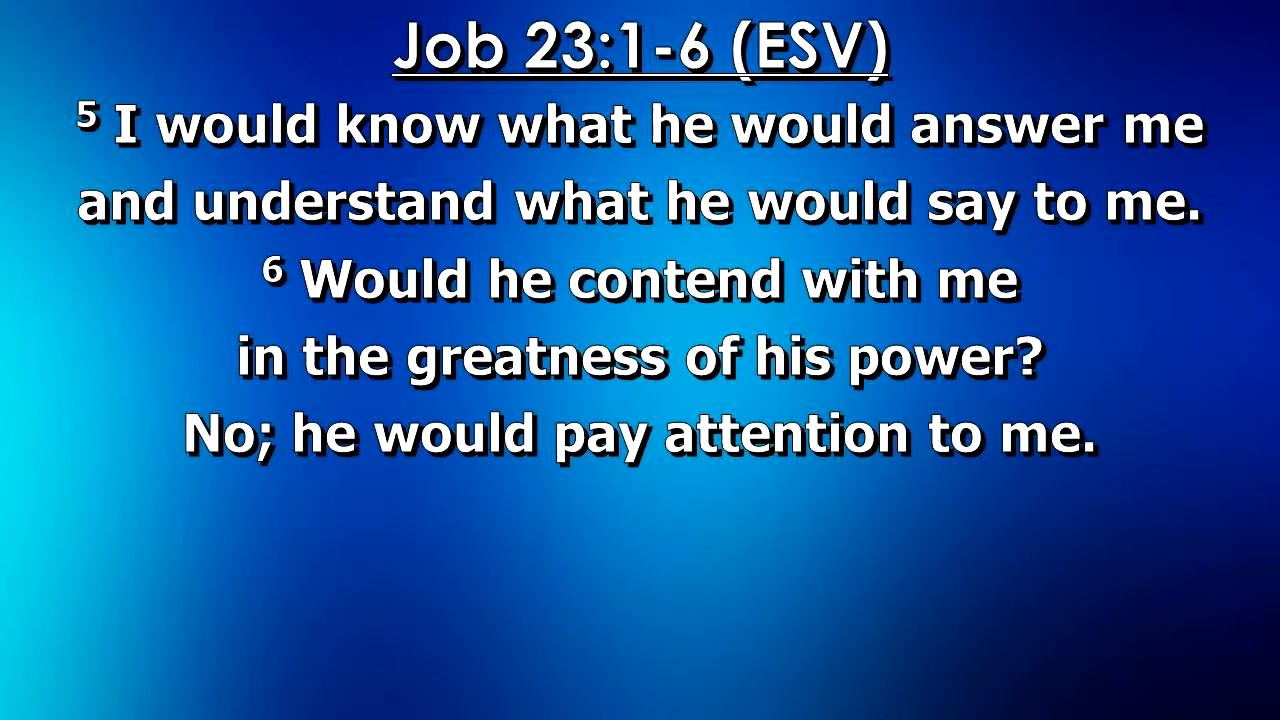 Job 23:1-6 (ESV)
5 I would know what he would answer me
and understand what he would say to me.
6 Would he contend with me
in the greatness of his power?
No; he would pay attention to me.